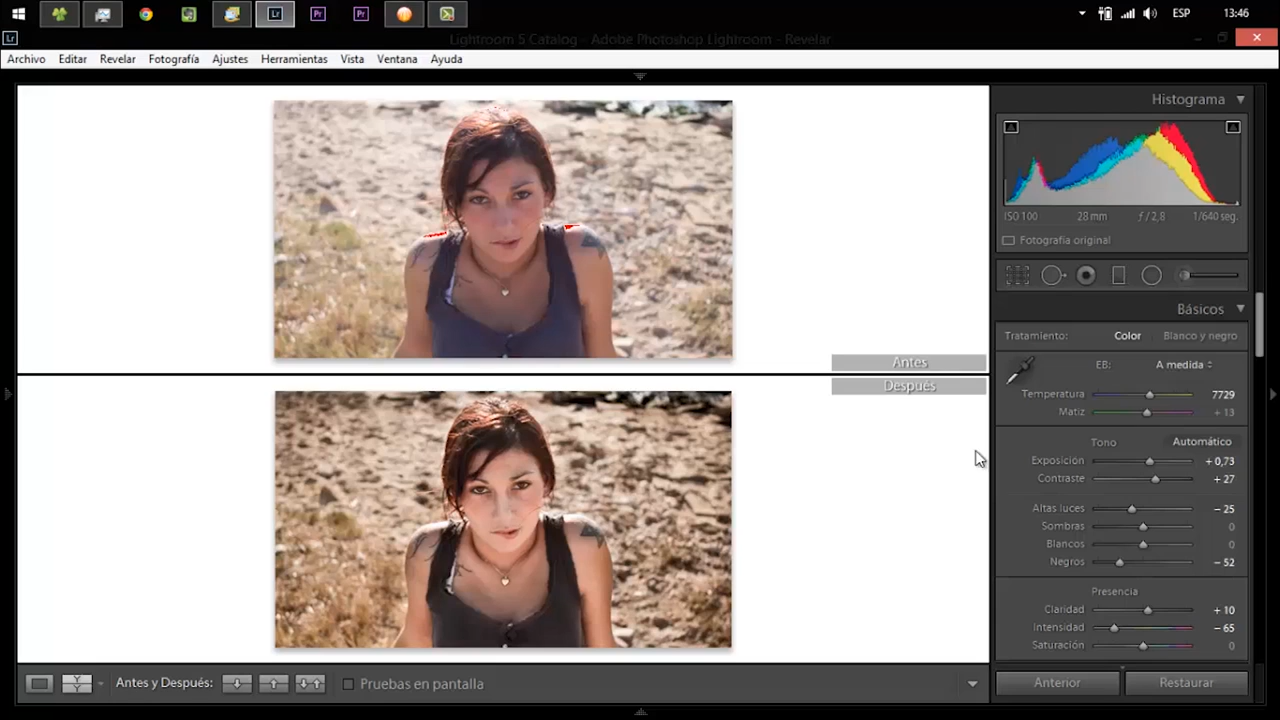 ESP 13:46
Lightroom 5 Catalog - Adobe Photoshop Lightroom - Revelar
Archivo Editar Revelar Fotografía Ajustes Herramientas Vista Ventana Ayuda
Histograma
ISO 100 28 mm ƒ / 2,8 1/640 seg.
Fotografía original
Básicos
Tratamiento: Color Blanco y negro
EB: A medida
Temperatura 7729
Matiz + 13
Tono Automático
Exposición + 0,73
Contraste + 27
Altas luces − 25
Sombras 0
Blancos 0
Negros − 52
Presencia
Claridad + 10
Intensidad − 65
Saturación 0
Antes
Después
Antes y Después: Pruebas en pantalla
Anterior Restaurar